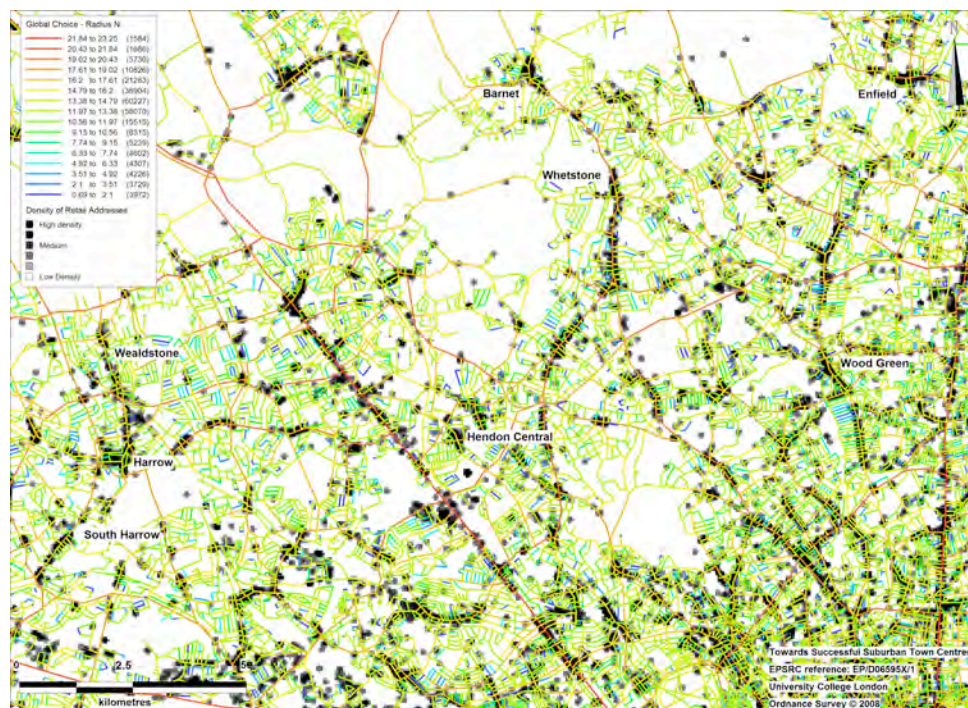 Global Choice - Radius N
21.84 to 23.25 (1584)
20.43 to 21.84 (1686)
19.02 to 20.43 (3730)
17.61 to 19.02 (10826)
16.2 to 17.61 (21263)
14.79 to 16.2 (38904)
13.38 to 14.79 (60227)
11.97 to 13.38 (58070)
10.56 to 11.97 (15515)
9.15 to 10.56 (8315)
7.74 to 9.15 (5239)
6.33 to 7.74 (4602)
4.92 to 6.33 (4307)
3.51 to 4.92 (4226)
2.1 to 3.51 (3729)
0.69 to 2.1 (3972)
Density of Retail Addresses
High density
Medium
Low Density
Barnet
Enfield
Whetstone
Wealdstone
Wood Green
Hendon Central
Harrow
South Harrow
0 2.5 5
kilometres
Towards Successful Suburban Town Centres
EPSRC reference: EP/D06595X/1
University College London
Ordnance Survey © 2008